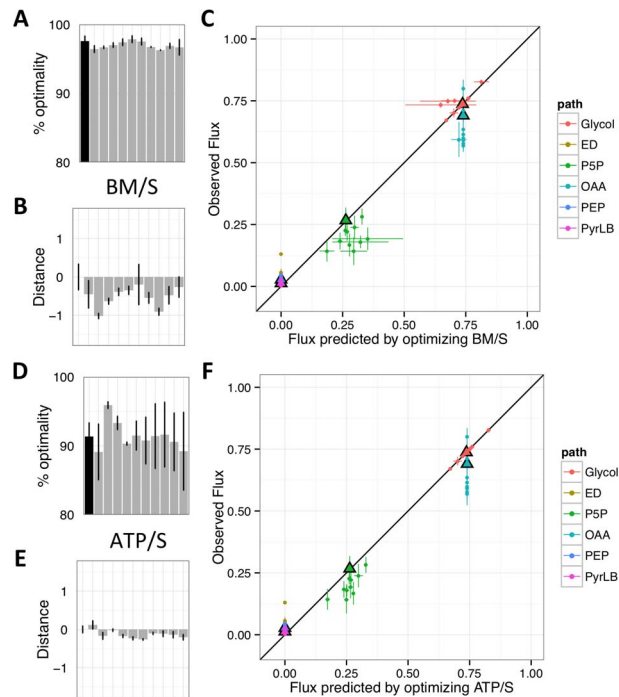 A
100
90
80
% optimality
BM/S
B
1
0
−1
Distance
C
1.00
0.75
0.50
0.25
0.00
Observed Flux
0.00 0.25 0.50 0.75 1.00
Flux predicted by optimizing BM/S
path
Glycol
ED
P5P
OAA
PEP
PyrLB
D
100
90
80
% optimality
ATP/S
E
1
0
−1
Distance
F
1.00
0.75
0.50
0.25
0.00
Observed Flux
0.00 0.25 0.50 0.75 1.00
Flux predicted by optimizing ATP/S
path
Glycol
ED
P5P
OAA
PEP
PyrLB